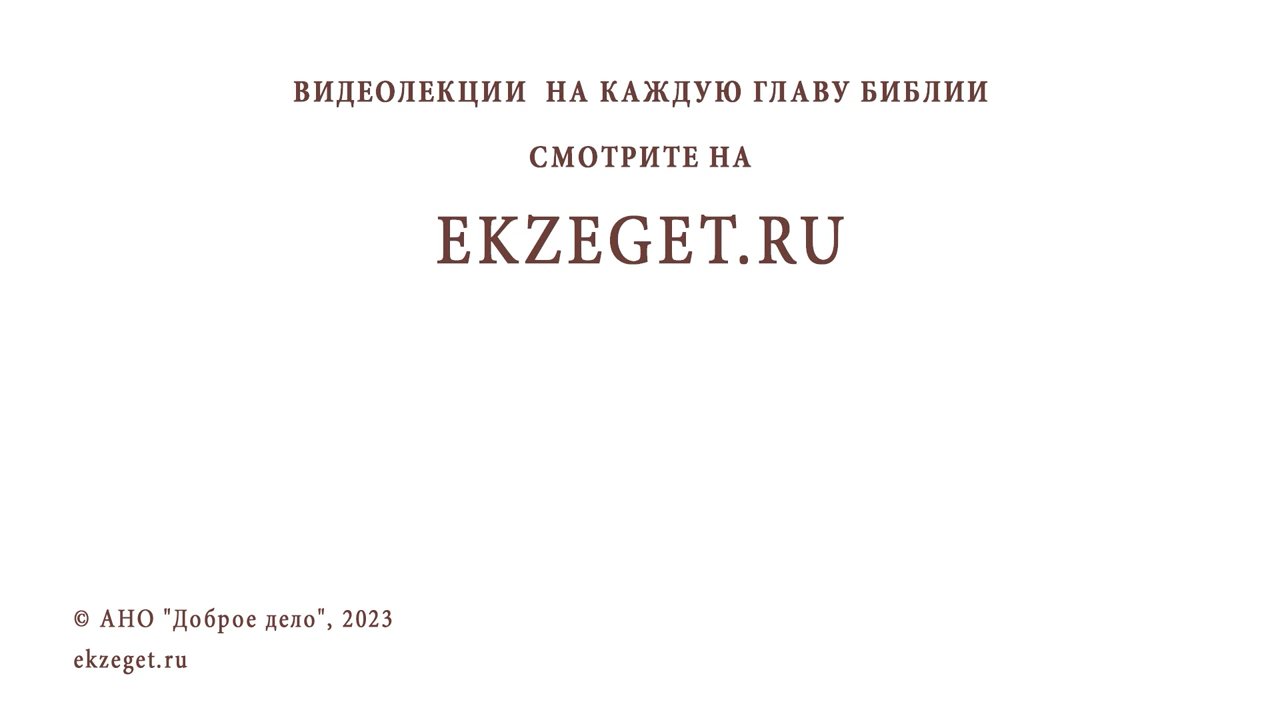 ВИДЕОЛЕКЦИИ НА КАЖДУЮ ГЛАВУ БИБЛИИ
СМОТРИТЕ НА
EKZEGET.RU
© АНО "Доброе дело", 2023
ekzeget.ru